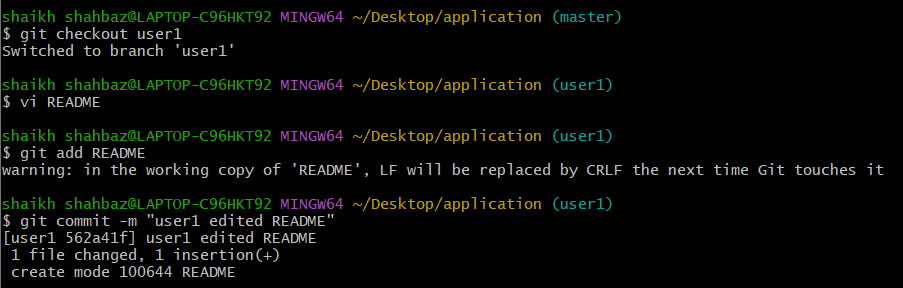 shaikh shahbaz@LAPTOP-C96HKT92 MINGW64 ~/Desktop/application (master)
$ git checkout user1
Switched to branch 'user1'
shaikh shahbaz@LAPTOP-C96HKT92 MINGW64 ~/Desktop/application (user1)
$ vi README
shaikh shahbaz@LAPTOP-C96HKT92 MINGW64 ~/Desktop/application (user1)
$ git add README
warning: in the working copy of 'README', LF will be replaced by CRLF the next time Git touches it
shaikh shahbaz@LAPTOP-C96HKT92 MINGW64 ~/Desktop/application (user1)
$ git commit -m "user1 edited README"
[user1 562a41f] user1 edited README
 1 file changed, 1 insertion(+)
 create mode 100644 README